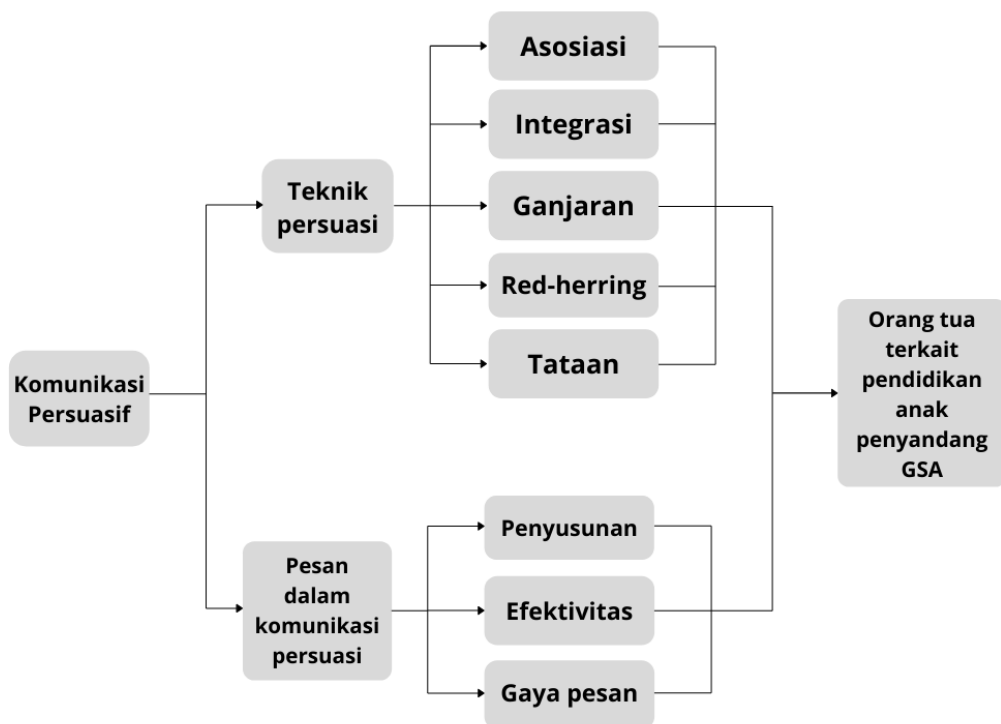 Asosiasi
Integrasi
Teknik
persuasi
Ganjaran
Red-herring
Tataan
Komunikasi
Persuasif
Orang tua
terkait
pendidikan
anak
penyandang
GSA
Pesan
dalam
komunikasi
persuasi
Penyusunan
Efektivitas
Gaya pesan